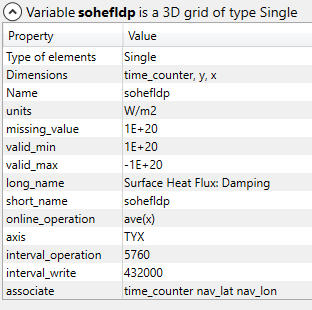 Variable sohefldp is a 3D grid of type Single
Property Value
Type of elements Single
Dimensions time_counter, y, x
Name sohefldp
units W/m2
missing_value 1E+20
valid_min 1E+20
valid_max -1E+20
long_name Surface Heat Flux: Damping
short_name sohefldp
online_operation ave(x)
axis TYX
interval_operation 5760
interval_write 432000
associate time_counter nav_lat nav_lon